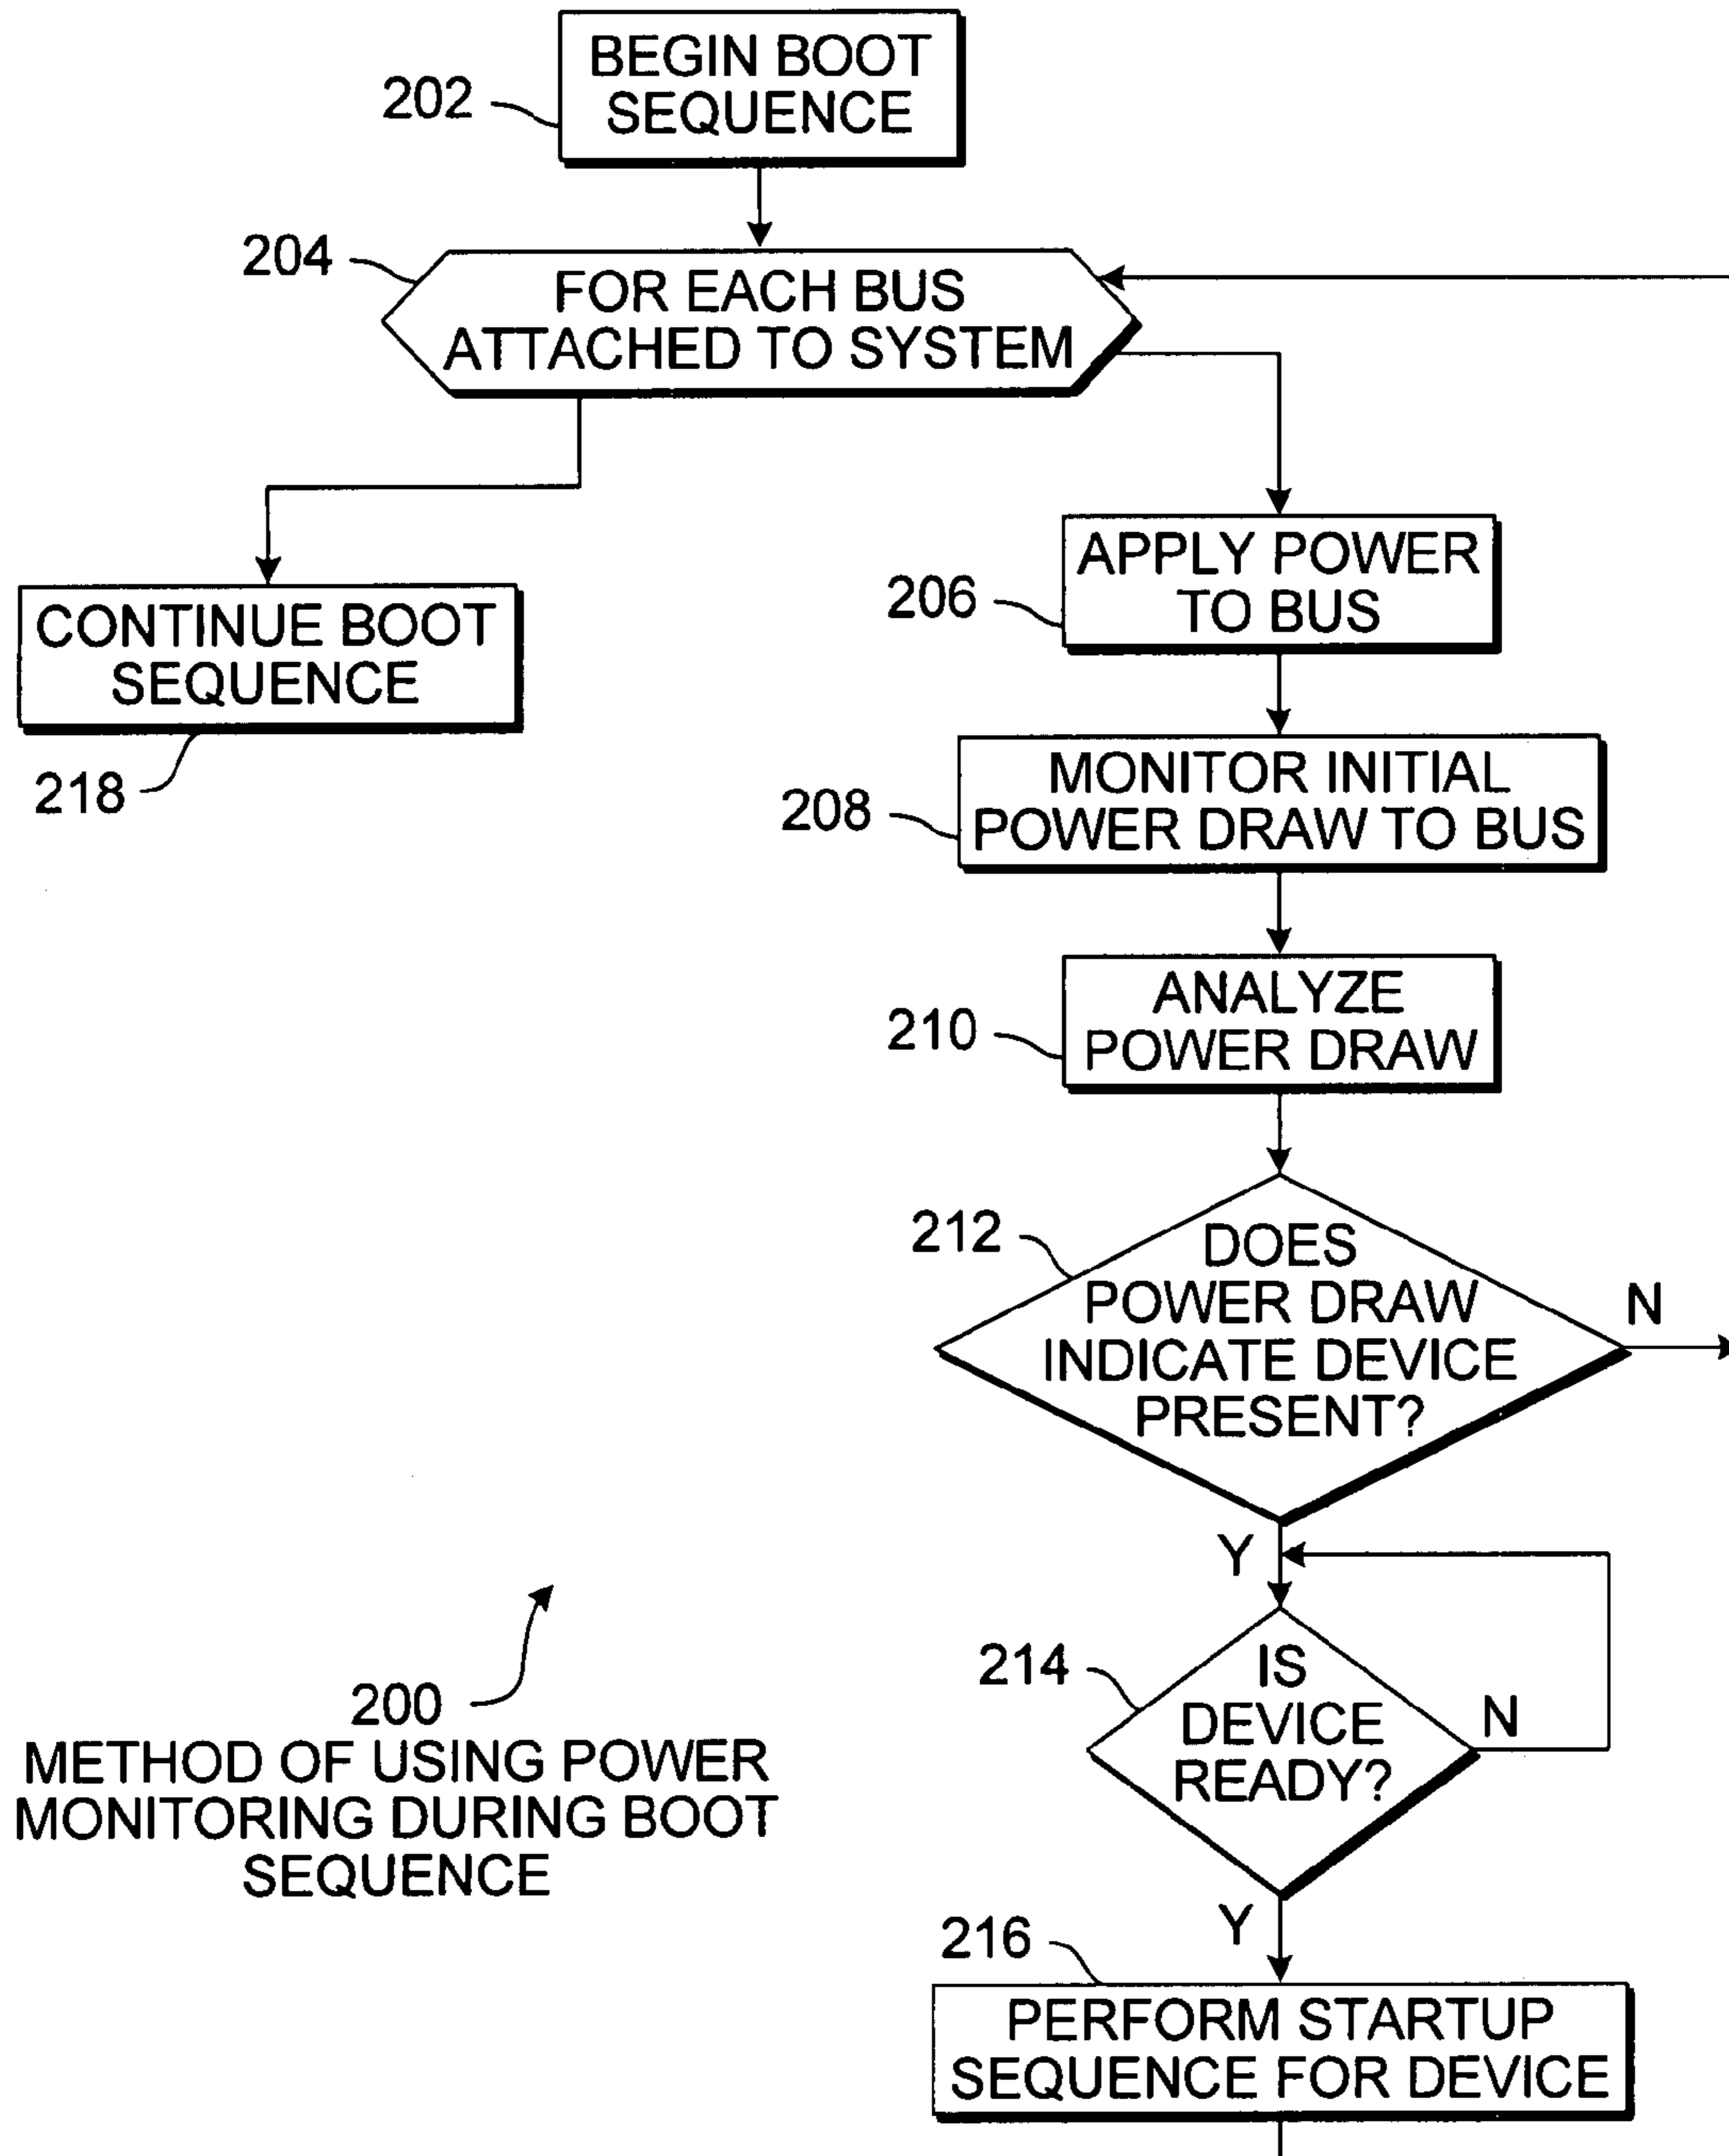 BEGIN BOOT
SEQUENCE
202
204
FOR EACH BUS
ATTACHED TO SYSTEM
APPLY POWER
TO BUS
206
CONTINUE BOOT
SEQUENCE
218
MONITOR INITIAL
POWER DRAW TO BUS
208
ANALYZE
POWER DRAW
210
212
DOES
POWER DRAW
INDICATE DEVICE
PRESENT?
N
Y
214
IS
DEVICE
READY?
N
Y
200
METHOD OF USING POWER
MONITORING DURING BOOT
SEQUENCE
216
PERFORM STARTUP
SEQUENCE FOR DEVICE